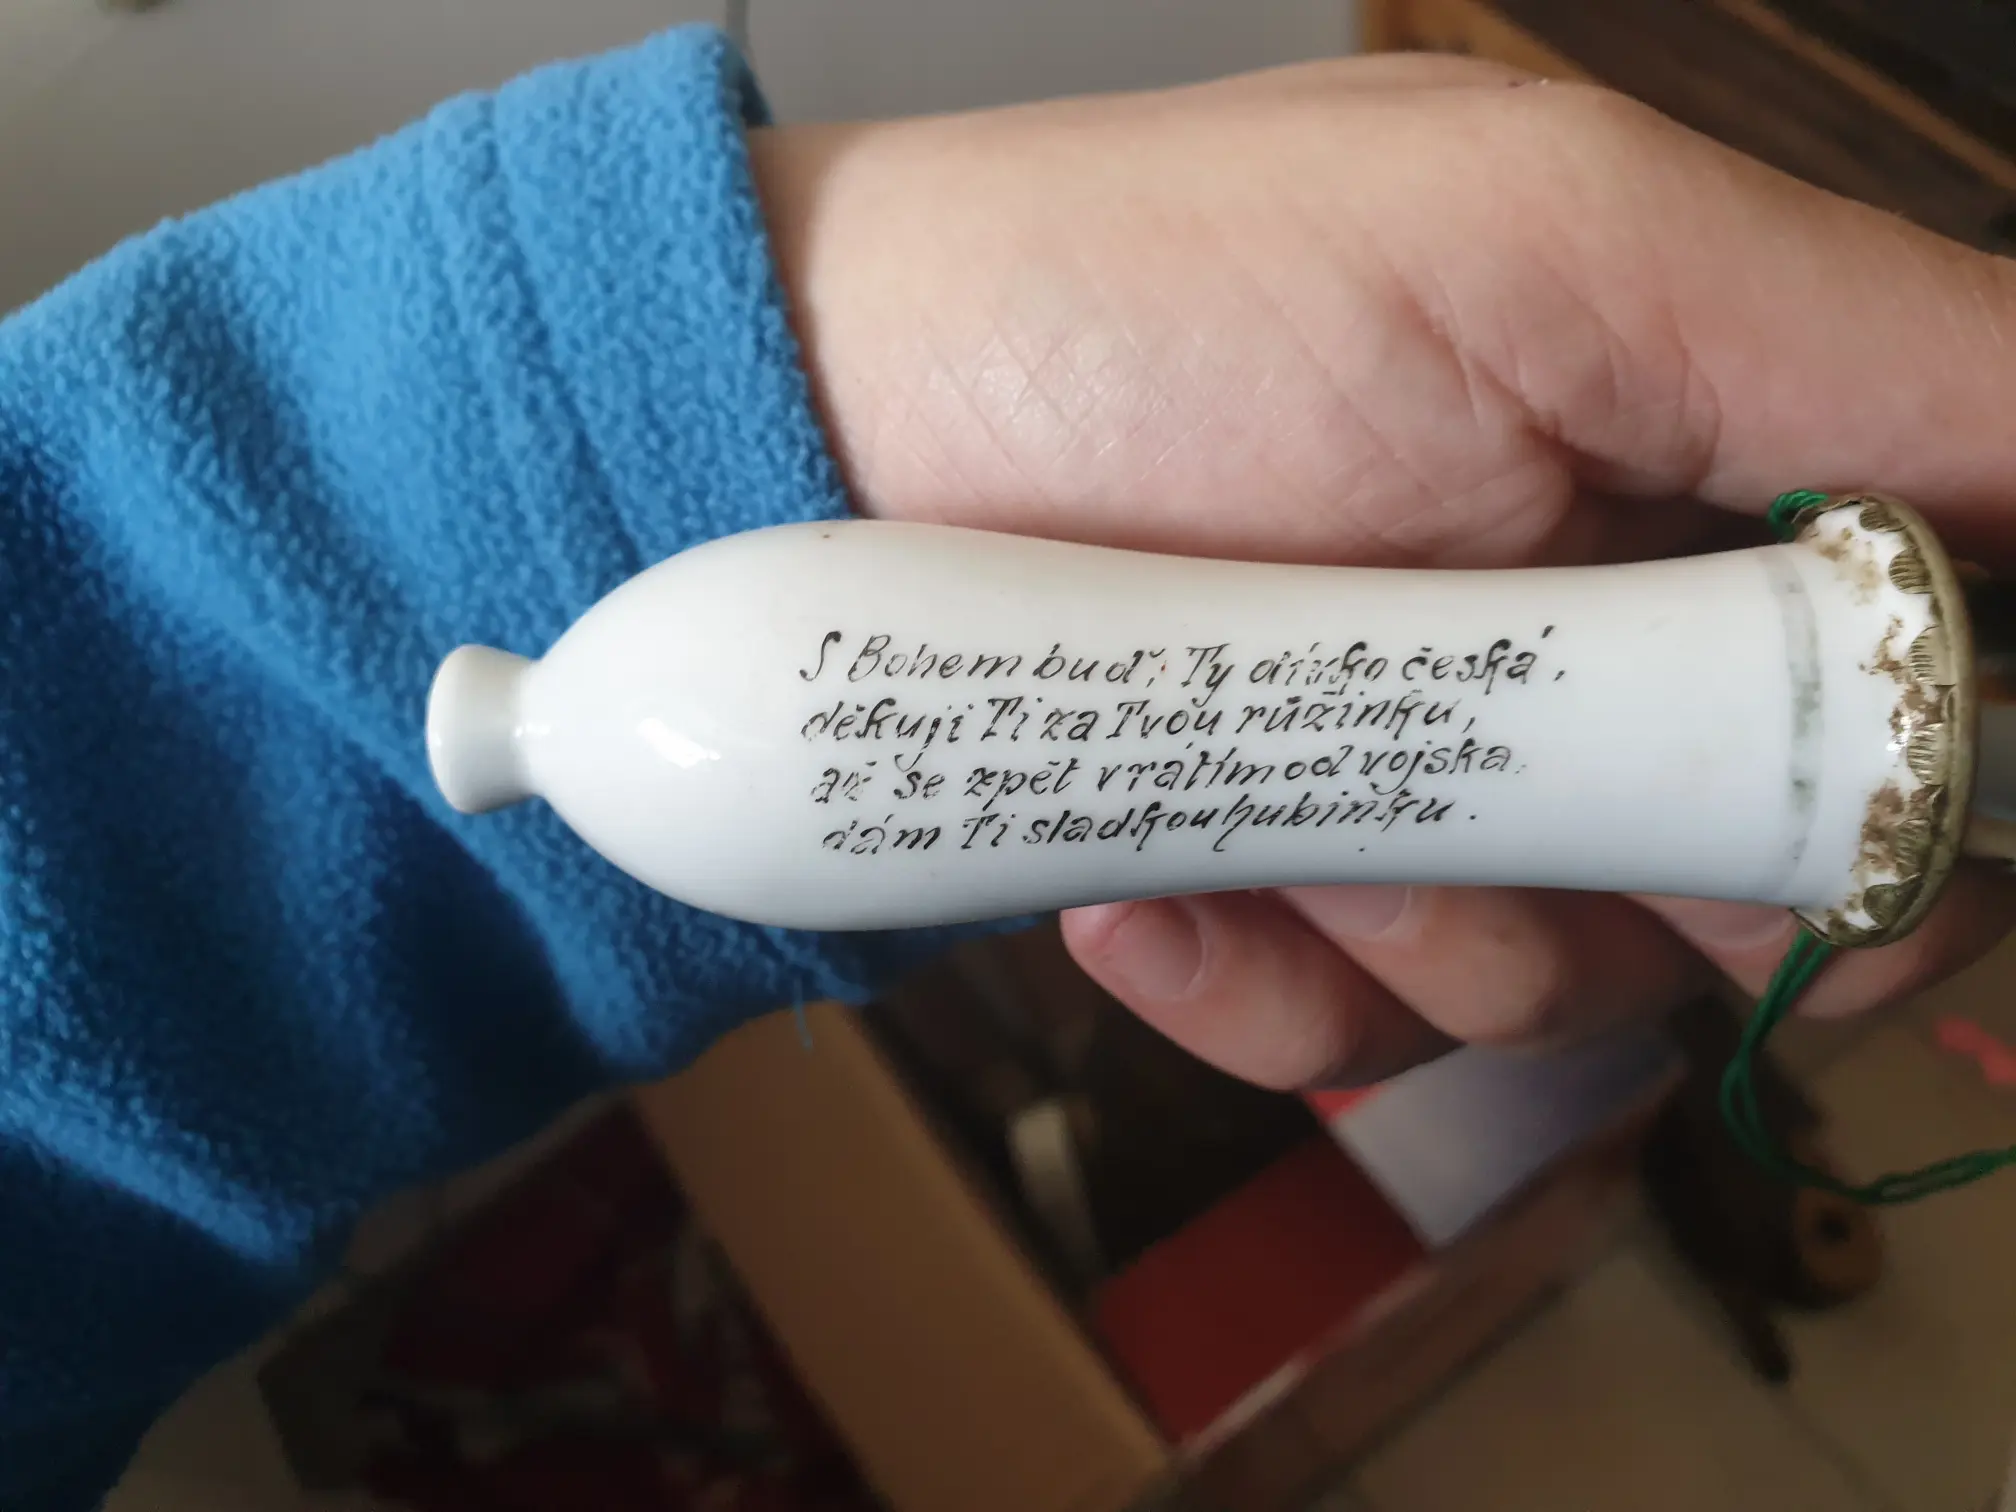 S Bohem buď, Ty dívko česká,
děkuji Ti za Tvou růžinku,
až se zpět vrátím od vojska,
dám Ti sladkou hubinku.